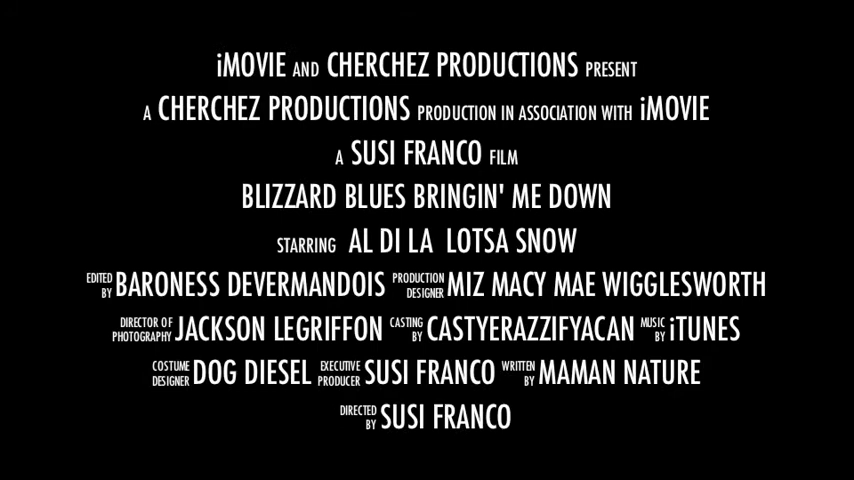 iMOVIE AND CHERCHEZ PRODUCTIONS PRESENT
A CHERCHEZ PRODUCTIONS PRODUCTION IN ASSOCIATION WITH iMOVIE
A SUSI FRANCO FILM
BLIZZARD BLUES BRINGIN' ME DOWN
STARRING AL DI LA LOTSA SNOW
EDITED BY BARONESS DEVERMANDOIS PRODUCTION DESIGNER MIZ MACY MAE WIGGLESWORTH
DIRECTOR OF PHOTOGRAPHY JACKSON LEGRIFFON CASTING BY CASTYERAZZIFYACAN MUSIC BY iTUNES
COSTUME DESIGNER DOG DIESEL EXECUTIVE PRODUCER SUSI FRANCO WRITTEN BY MAMAN NATURE
DIRECTED BY SUSI FRANCO